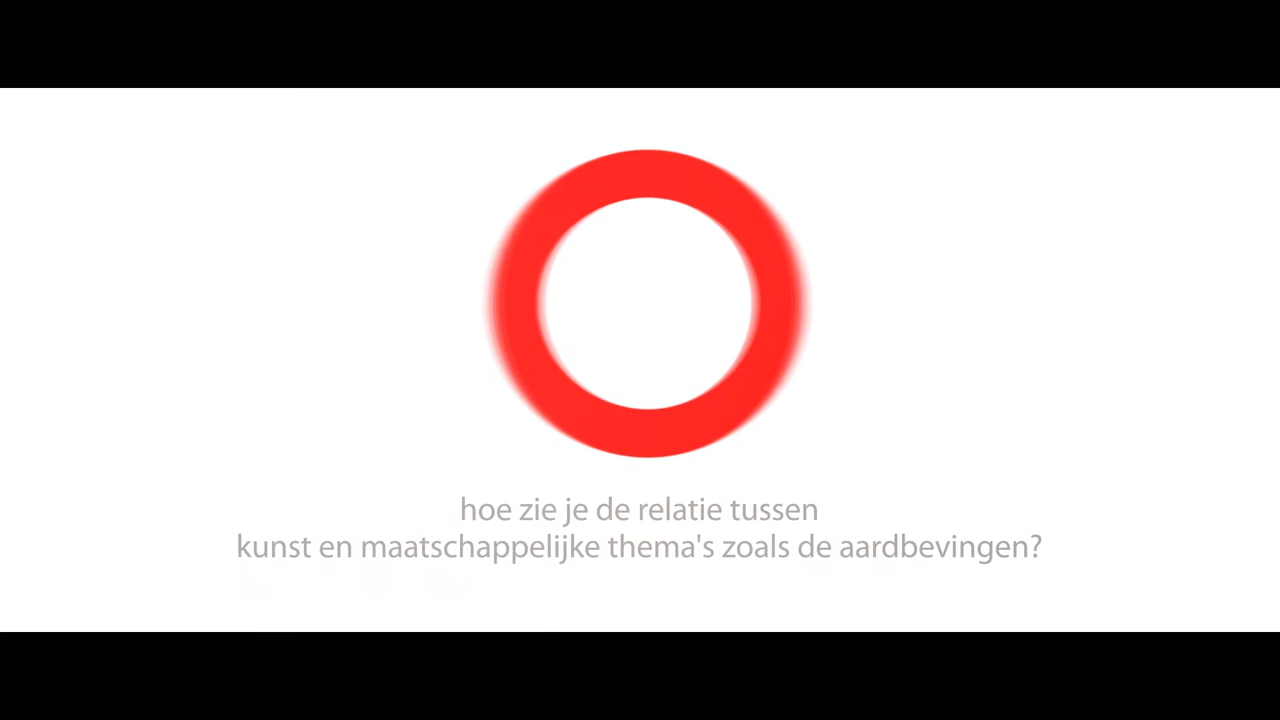 hoe zie je de relatie tussen
kunst en maatschappelijke thema's zoals de aardbevingen?